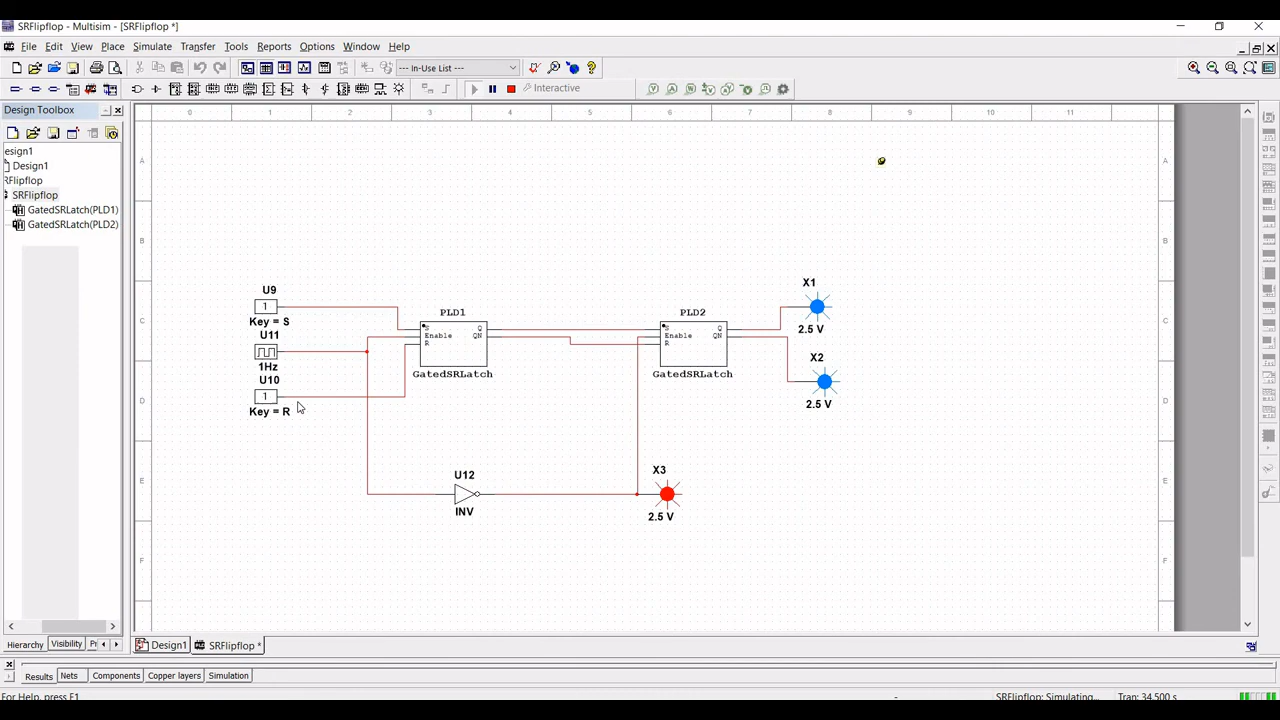 SRFlipflop - Multisim - [SRFlipflop *]
File Edit View Place Simulate Transfer Tools Reports Options Window Help
--- In-Use List ---
Interactive
Design Toolbox
0 1 2 3 4 5 6 7 8 9 10 11
esign1
Design1
RFlipflop
SRFlipflop
GatedSRLatch(PLD1)
GatedSRLatch(PLD2)
A A
B B
C C
D D
E E
F F
U9
1
Key = S
U11
1Hz
U10
1
Key = R
PLD1
S Q
Enable QN
R
GatedSRLatch
PLD2
S Q
Enable QN
R
GatedSRLatch
X1
2.5 V
X2
2.5 V
U12
INV
X3
2.5 V
Hierarchy Visibility Pr
Design1 SRFlipflop *
Results Nets Components Copper layers Simulation
For Help, press F1
- SRFlipflop: Simulating... Tran: 34.500 s